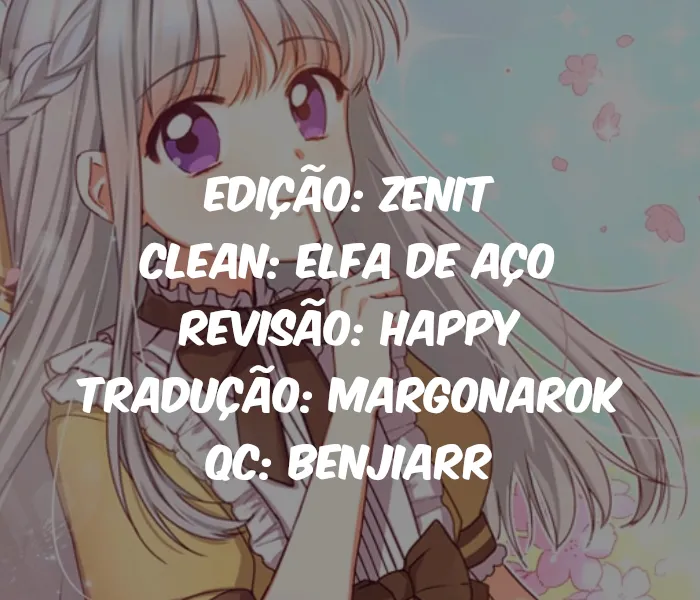 EDIÇÃO: ZENIT
CLEAN: ELFA DE AÇO
REVISÃO: HAPPY
TRADUÇÃO: MARGONAROK
QC: BENJIARR